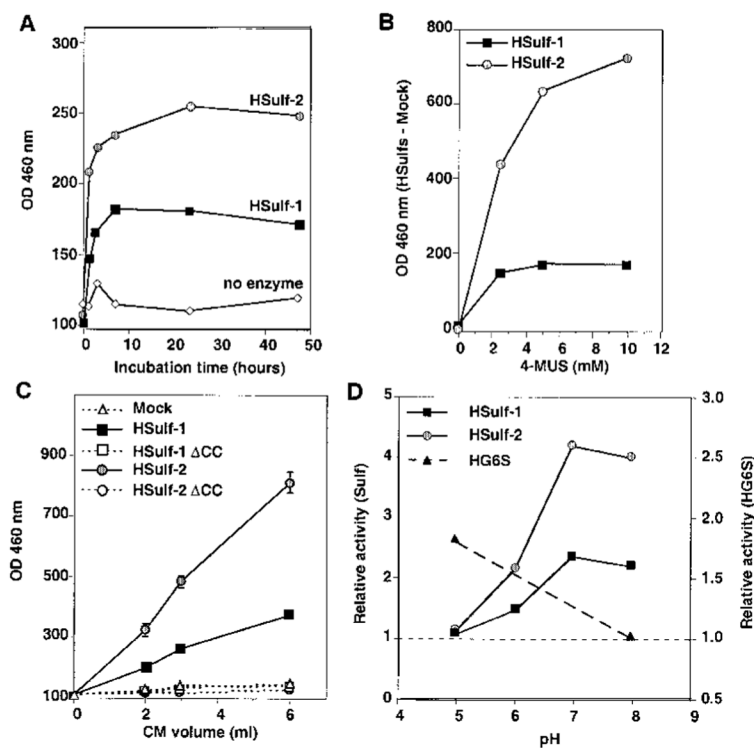 A
300
250
200
150
100
OD 460 nm
HSulf-2
HSulf-1
no enzyme
0 10 20 30 40 50
Incubation time (hours)
B
800
600
400
200
0
OD 460 nm (HSulfs - Mock)
HSulf-1
HSulf-2
0 2 4 6 8 10 12
4-MUS (mM)
C
Mock
HSulf-1
HSulf-1 ΔCC
HSulf-2
HSulf-2 ΔCC
900
700
500
300
100
OD 460 nm
0 2 4 6
CM volume (ml)
D
HSulf-1
HSulf-2
HG6S
5
4
3
2
1
0
Relative activity (Sulf)
3.0
2.5
2.0
1.5
1.0
0.5
Relative activity (HG6S)
4 5 6 7 8 9
pH